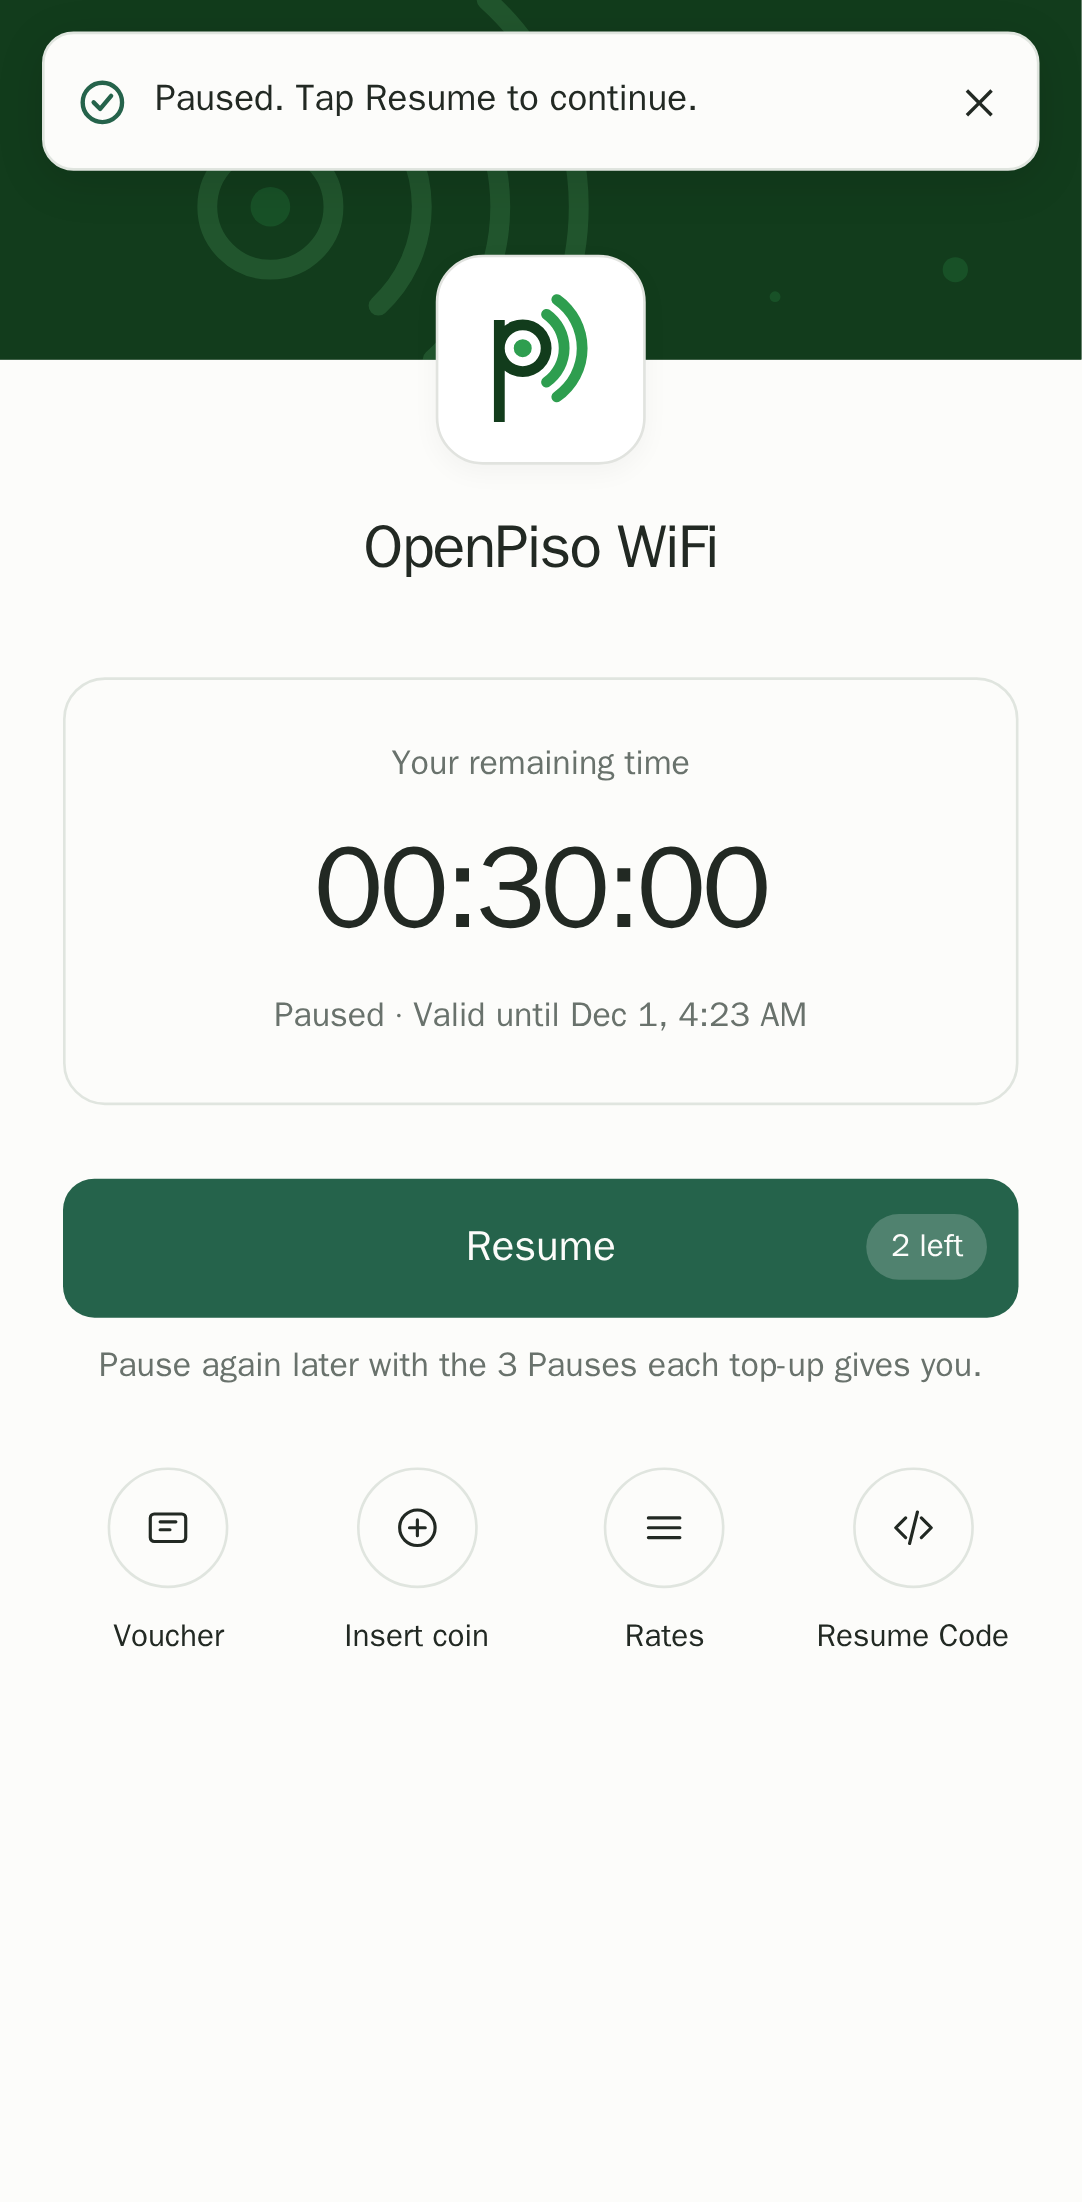 Paused. Tap Resume to continue.
OpenPiso WiFi
Your remaining time
00:30:00
Paused · Valid until Dec 1, 4:23 AM
Resume
2 left
Pause again later with the 3 Pauses each top-up gives you.
Voucher
Insert coin
Rates
Resume Code